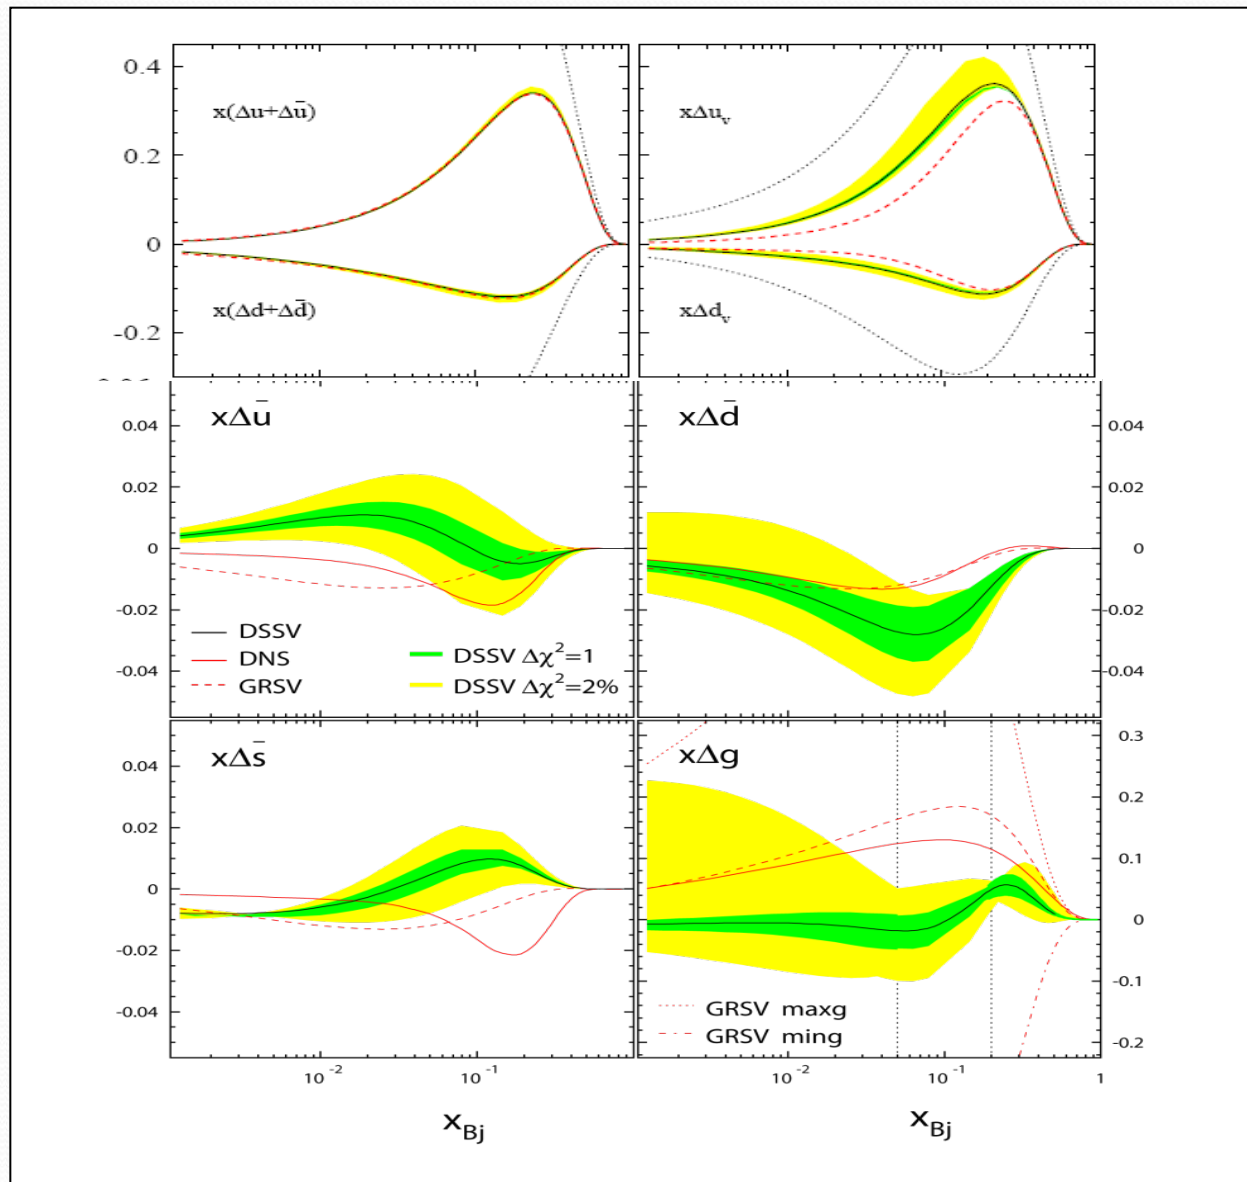 0.4
0.2
0
-0.2
x(Δu+Δū)
x(Δd+Δd̄)
xΔu_v
xΔd_v
0.04
0.02
0
-0.02
-0.04
xΔū
DSSV
DNS
GRSV
DSSV Δχ²=1
DSSV Δχ²=2%
xΔd̄
0.04
0.02
0
-0.02
-0.04
0.04
0.02
0
-0.02
-0.04
xΔs̄
10⁻²
10⁻¹
x_Bj
xΔg
GRSV maxg
GRSV ming
0.3
0.2
0.1
0
-0.1
-0.2
10⁻²
10⁻¹
1
x_Bj